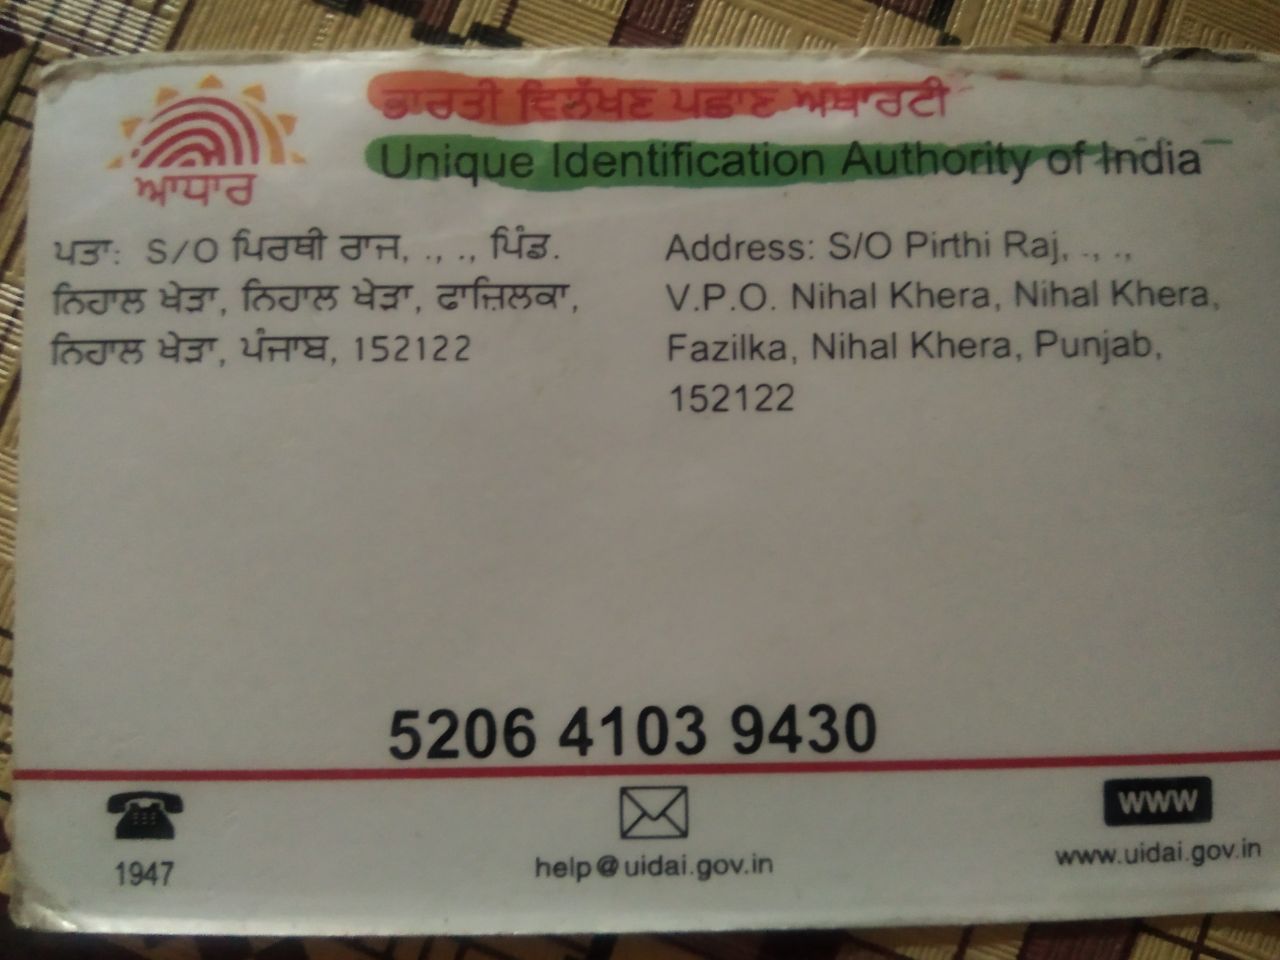 ਭਾਰਤੀ ਵਿਲੱਖਣ ਪਛਾਣ ਅਥਾਰਟੀ
Unique Identification Authority of India
ਆਧਾਰ
ਪਤਾ: S/O ਪਿਰਥੀ ਰਾਜ, ., ., ਪਿੰਡ.
ਨਿਹਾਲ ਖੇੜਾ, ਨਿਹਾਲ ਖੇੜਾ, ਫਾਜ਼ਿਲਕਾ,
ਨਿਹਾਲ ਖੇੜਾ, ਪੰਜਾਬ, 152122
Address: S/O Pirthi Raj, ., .,
V.P.O. Nihal Khera, Nihal Khera,
Fazilka, Nihal Khera, Punjab,
152122
5206 4103 9430
WWW
1947
help@uidai.gov.in
www.uidai.gov.in